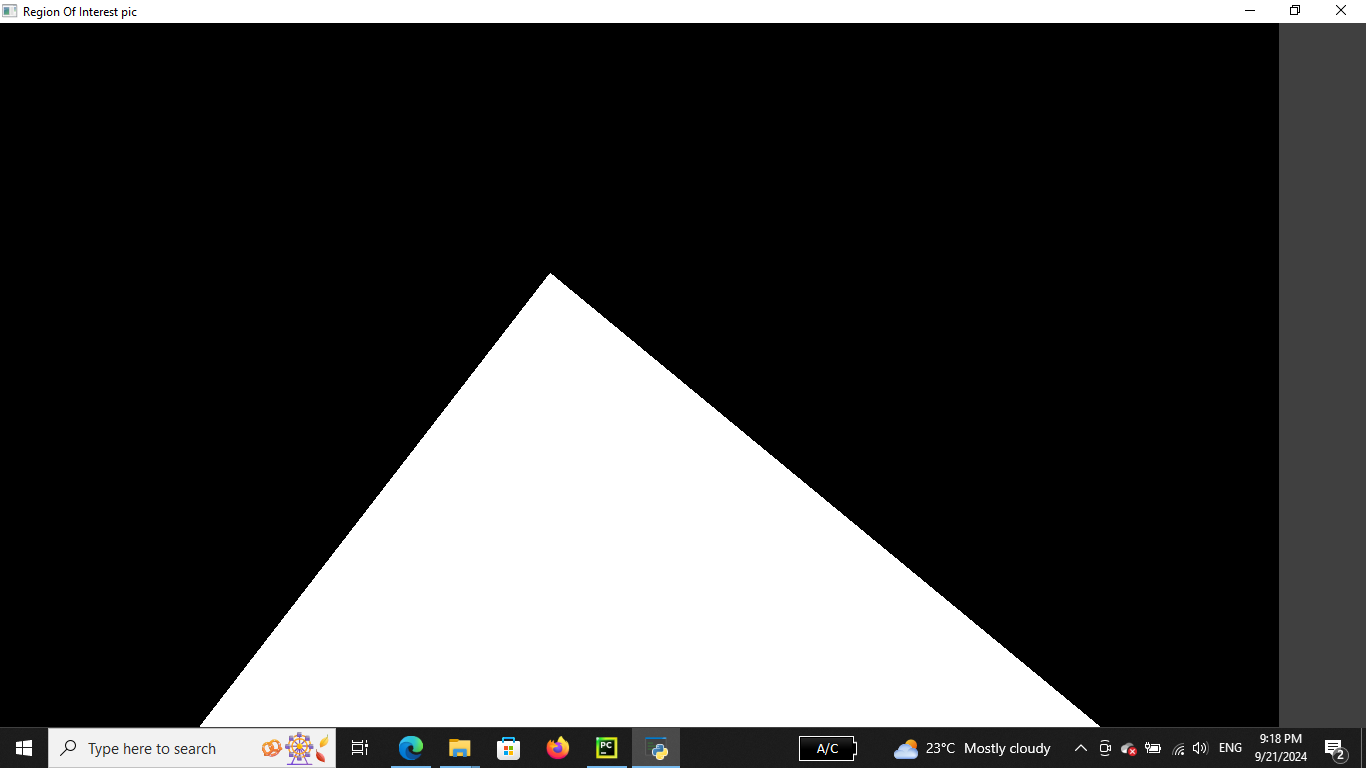 Region Of Interest pic
Type here to search
PC
A/C
23°C Mostly cloudy
ENG
9:18 PM
9/21/2024
2